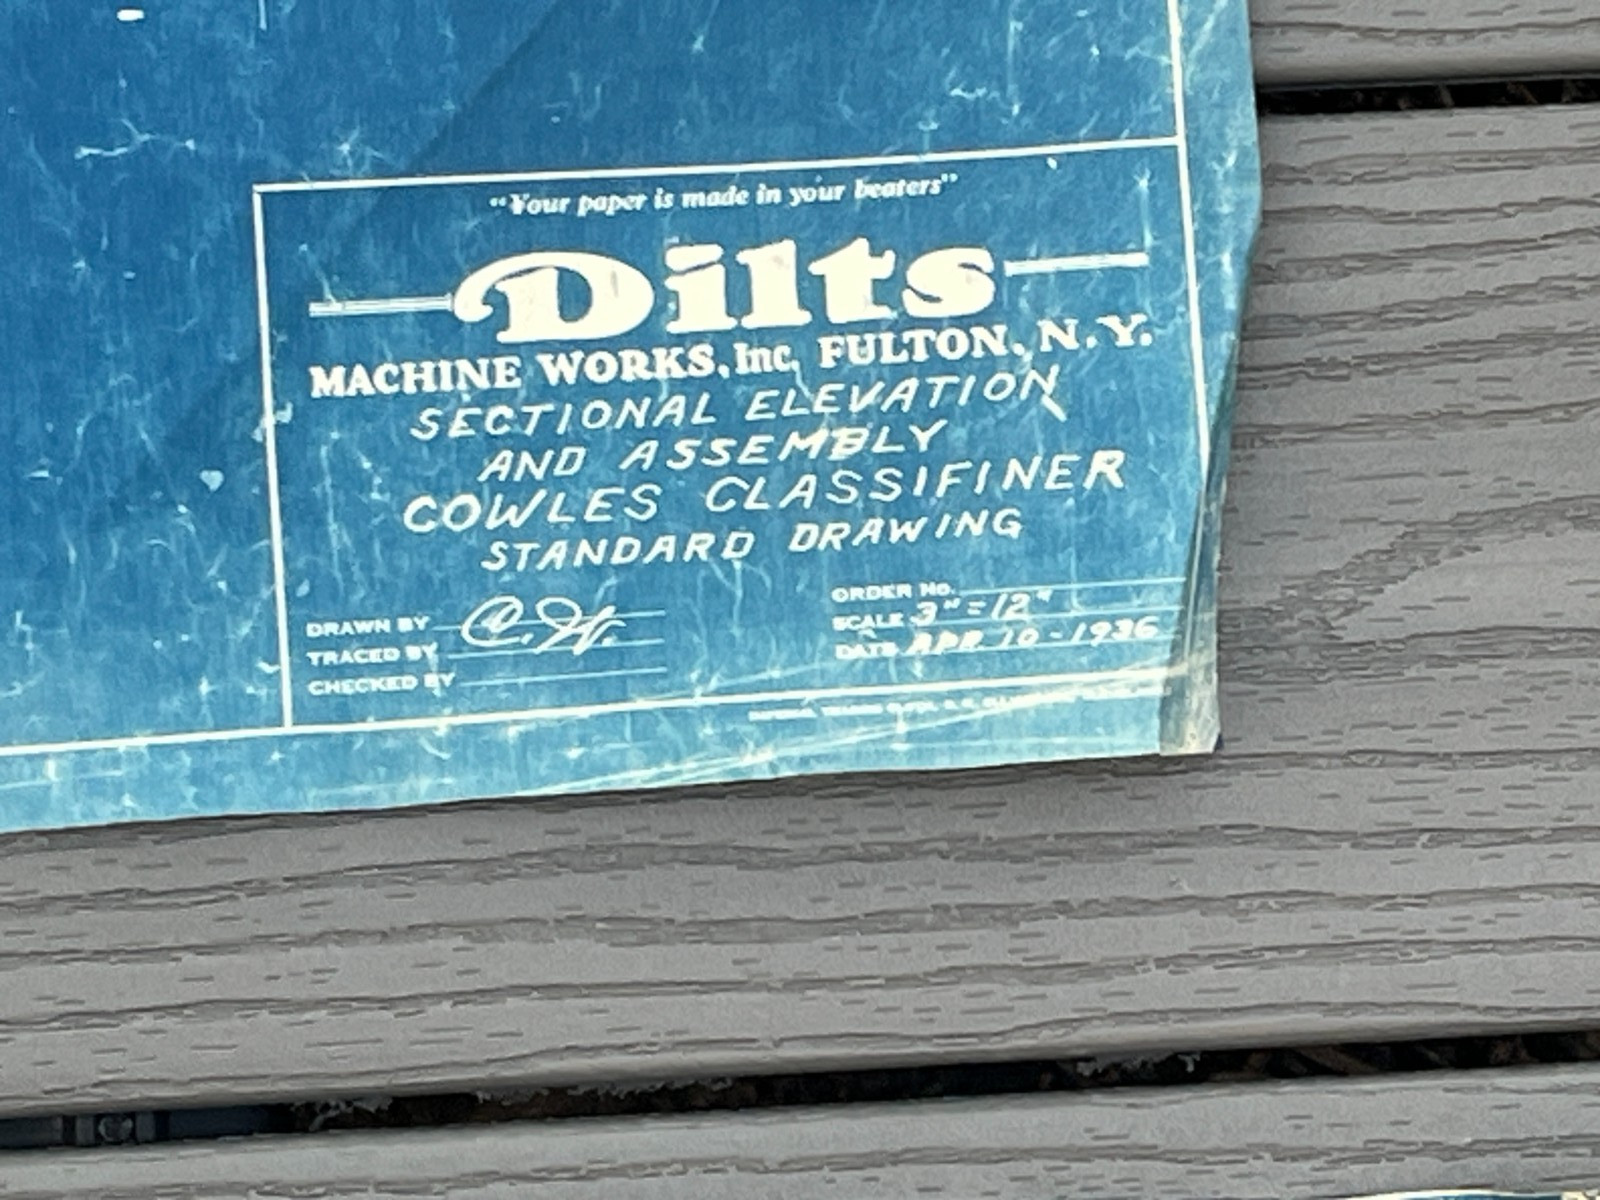 "Your paper is made in your beaters"
Dilts
MACHINE WORKS, Inc. FULTON, N.Y.
SECTIONAL ELEVATION
AND ASSEMBLY
COWLES CLASSIFINER
STANDARD DRAWING
DRAWN BY C.H.
TRACED BY
CHECKED BY
ORDER NO.
SCALE 3"=12"
DATE APR. 10-1936